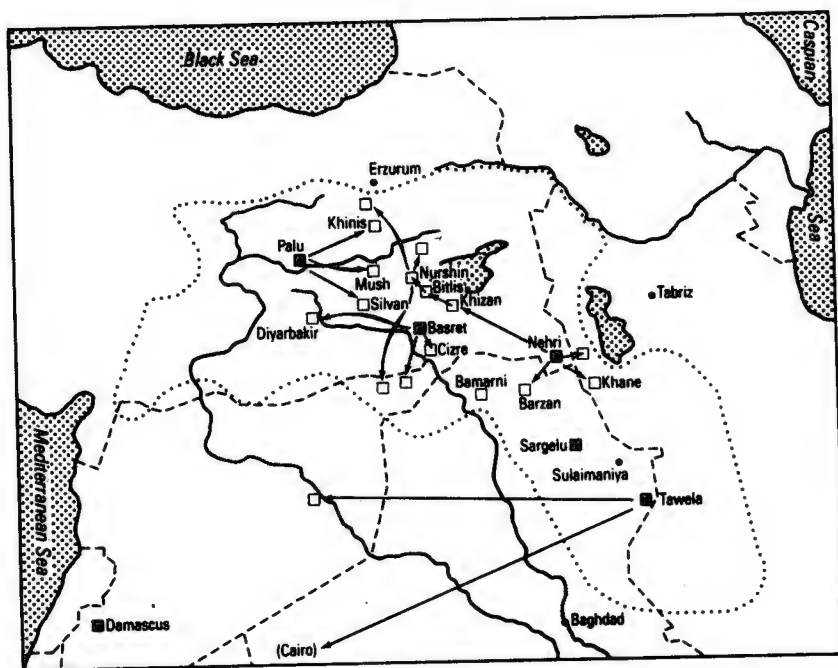 Black Sea
Caspian
Sea
Erzurum
Khinis
Palu
Mush
Nurshin
Bitlis
Khizan
Silvan
Tabriz
Diyarbakir
Basret
Cizre
Nehri
Khane
Bamarni
Barzan
Sargelu
Sulaimaniya
Tawela
Mediterranean Sea
Damascus
Baghdad
(Cairo)